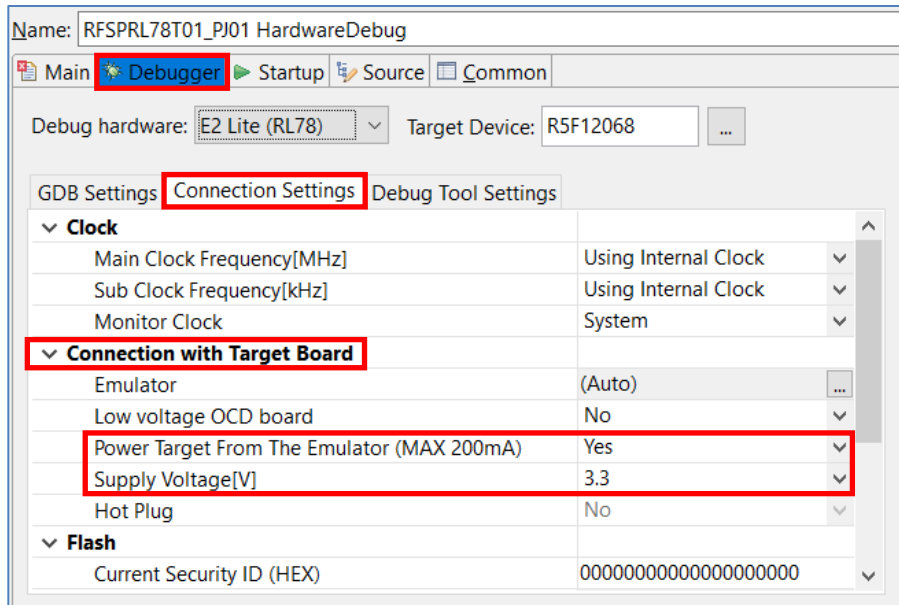 Name: RFSPRL78T01_PJ01 HardwareDebug
Main Debugger Startup Source Common
Debug hardware: E2 Lite (RL78) Target Device: R5F12068 ...
GDB Settings Connection Settings Debug Tool Settings
Clock
Main Clock Frequency[MHz] Using Internal Clock
Sub Clock Frequency[kHz] Using Internal Clock
Monitor Clock System
Connection with Target Board
Emulator (Auto) ...
Low voltage OCD board No
Power Target From The Emulator (MAX 200mA) Yes
Supply Voltage[V] 3.3
Hot Plug No
Flash
Current Security ID (HEX) 00000000000000000000